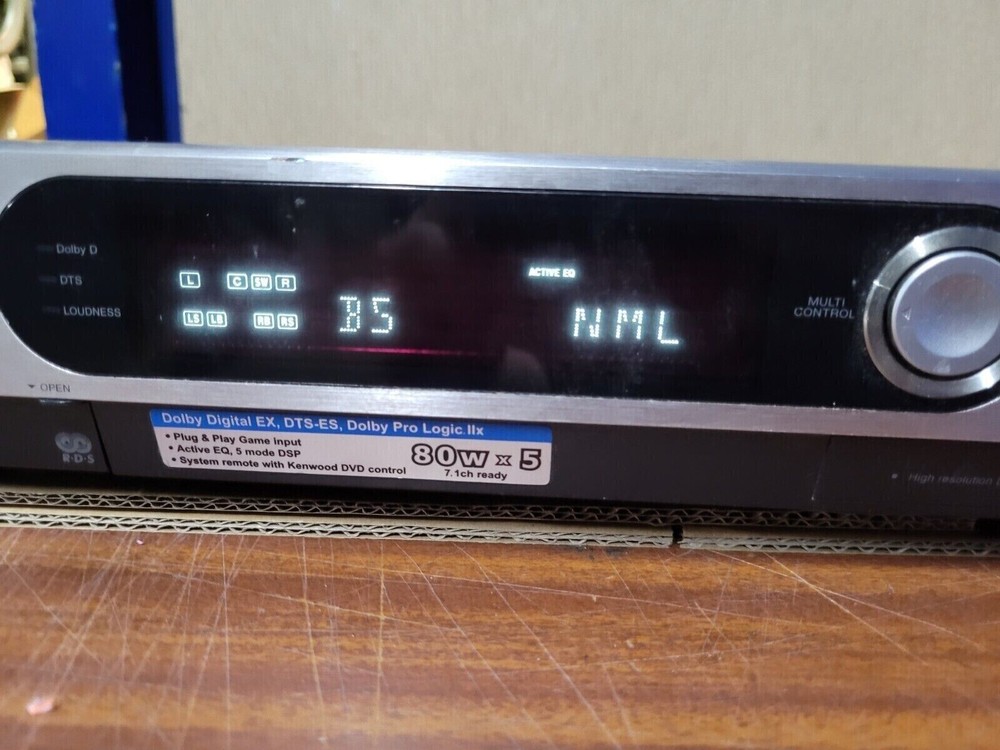 Dolby D
DTS
LOUDNESS
L C SW R
LS LB RB RS
85
ACTIVE EQ
NML
MULTI
CONTROL
OPEN
R·D·S
Dolby Digital EX, DTS-ES, Dolby Pro Logic IIx
• Plug & Play Game input
• Active EQ, 5 mode DSP
• System remote with Kenwood DVD control
80w x 5
7.1ch ready
• High resolution